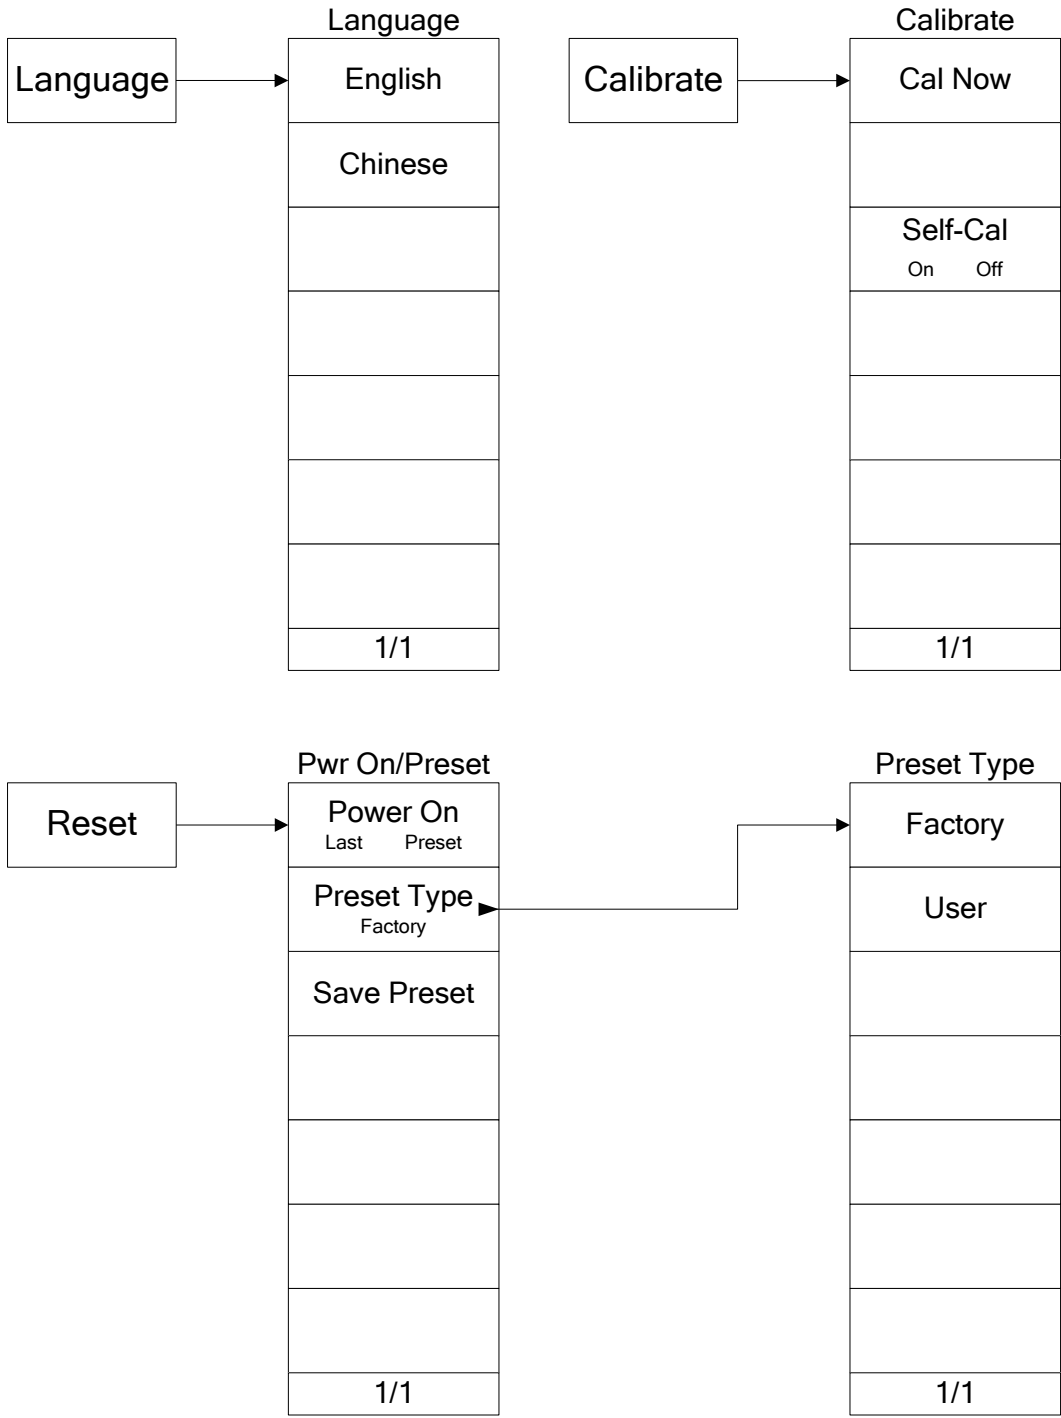 Language
Language
English
Chinese
1/1
Calibrate
Calibrate
Cal Now
Self-Cal
On Off
1/1
Reset
Pwr On/Preset
Power On
Last Preset
Preset Type
Factory
Save Preset
1/1
Preset Type
Factory
User
1/1